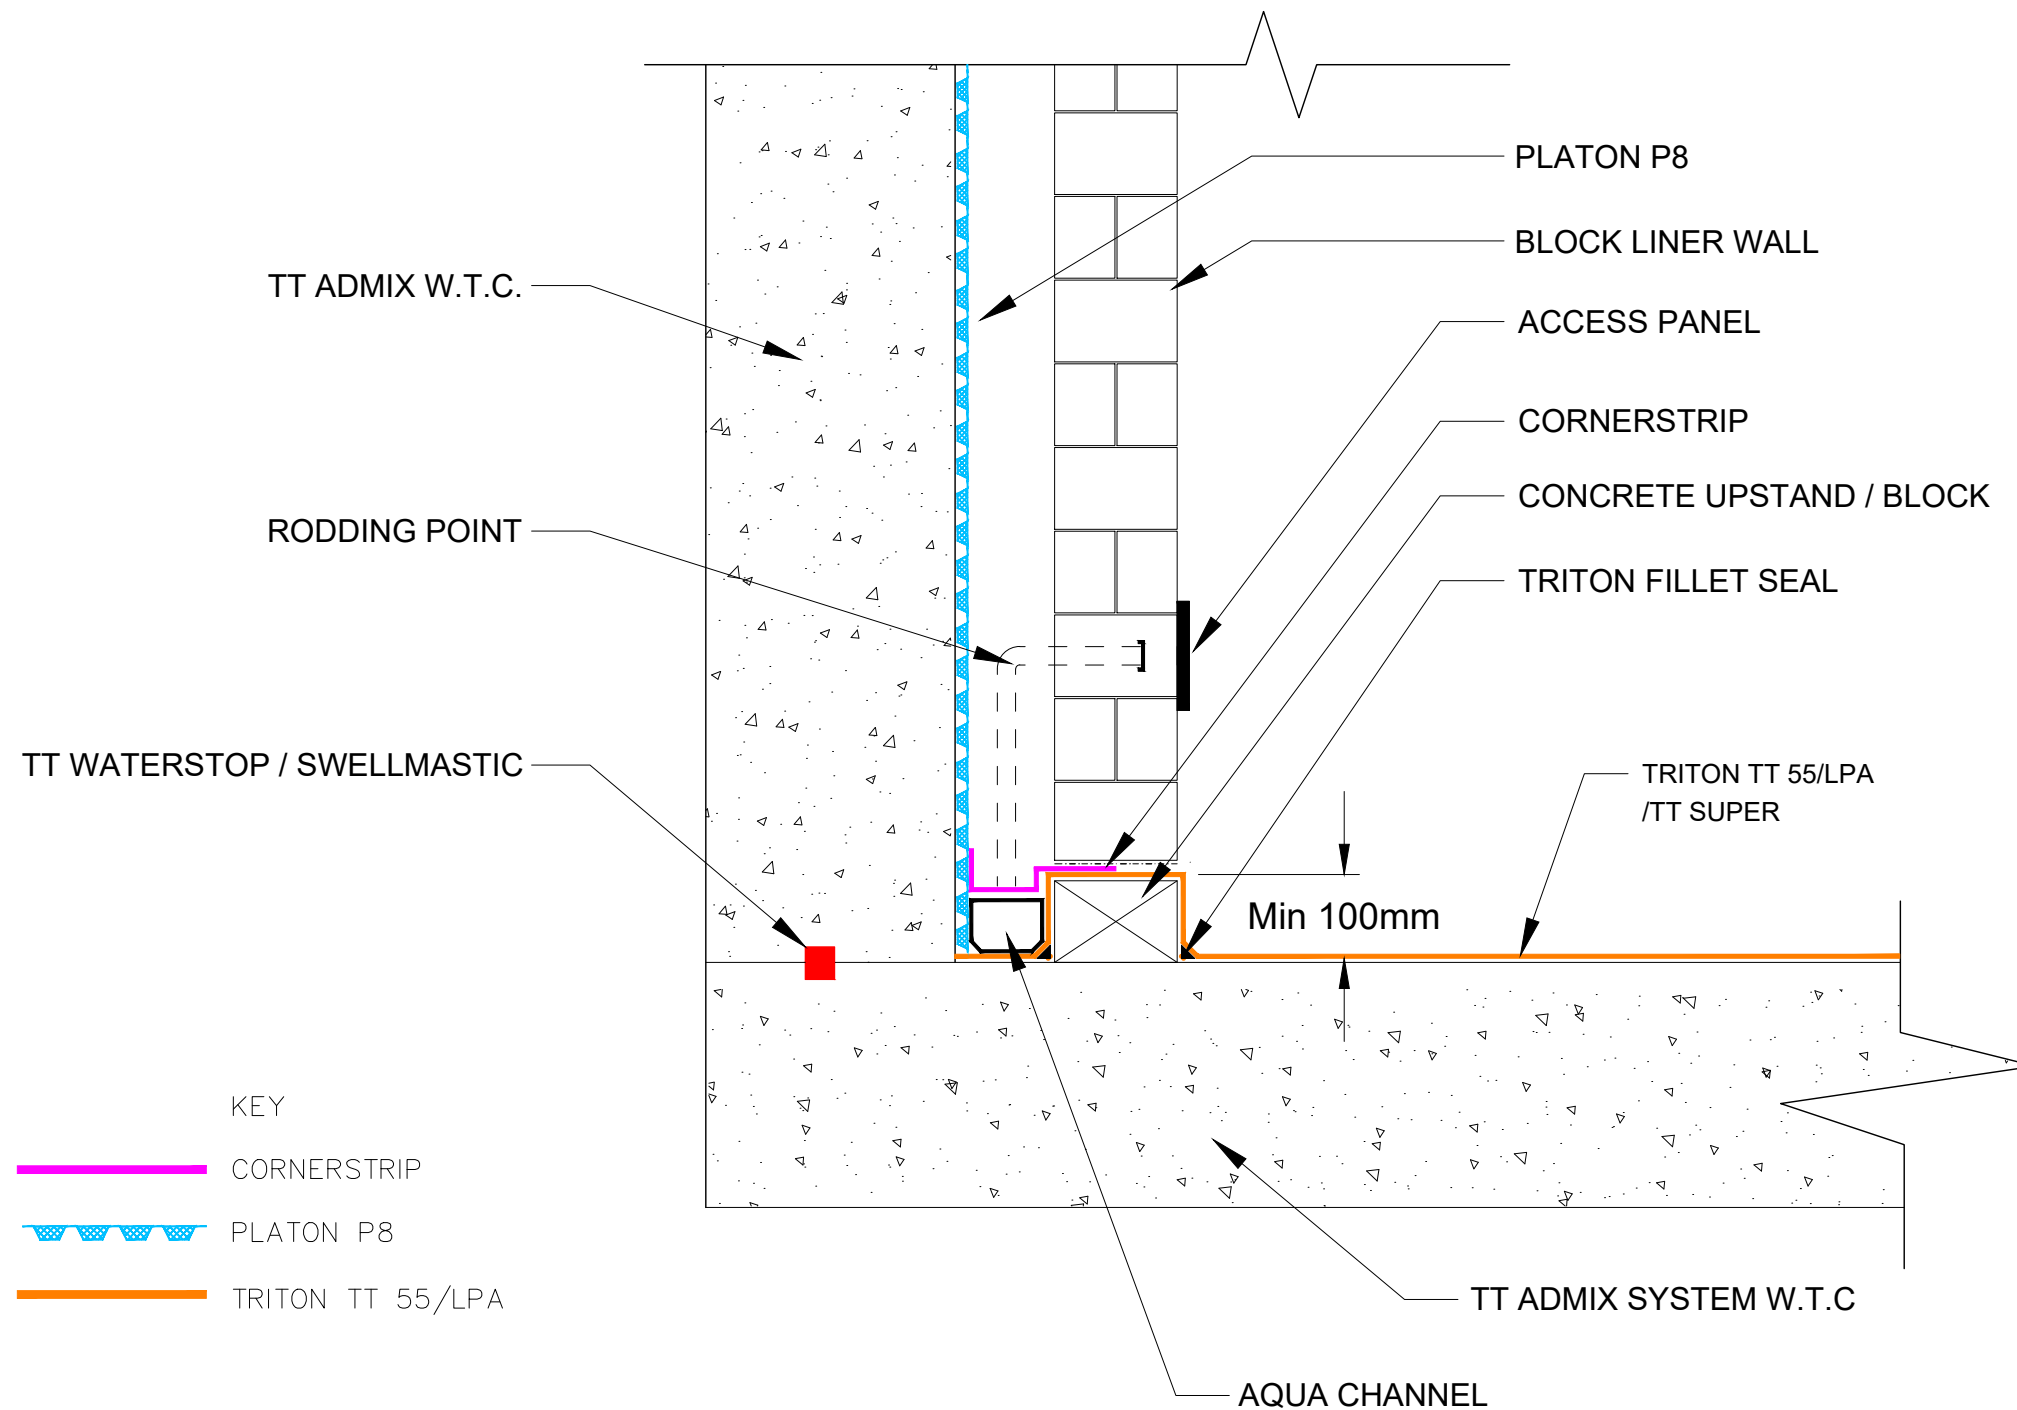 PLATON P8
BLOCK LINER WALL
TT ADMIX W.T.C.
ACCESS PANEL
CORNERSTRIP
CONCRETE UPSTAND / BLOCK
RODDING POINT
TRITON FILLET SEAL
TT WATERSTOP / SWELLMASTIC
TRITON TT 55/LPA
/TT SUPER
Min 100mm
KEY
CORNERSTRIP
PLATON P8
TRITON TT 55/LPA
TT ADMIX SYSTEM W.T.C
AQUA CHANNEL